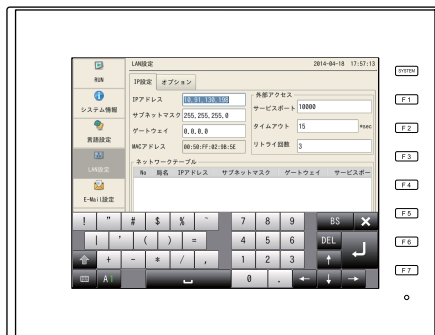 LAN設定 2014-04-18 17:57:13
RUN
システム情報
言語設定
LAN設定
E-Mail設定
IP設定 オプション
IPアドレス 10.91.130.186
サブネットマスク 255,255,255,0
ゲートウェイ 0,0,0,0
MACアドレス 00:50:FF:02:9B:5E
外部アクセス
サービスポート 10000
タイムアウト 15 *sec
リトライ回数 3
ネットワークテーブル
No 局名 IPアドレス サブネットマスク ゲートウェイ サービスポー
! " # $ % ~ 7 8 9 BS
| ' ( ) = 4 5 6 DEL
+ - * / , 1 2 3 ↑
A 0 . ← ↓ →
SYSTEM
F1
F2
F3
F4
F5
F6
F7